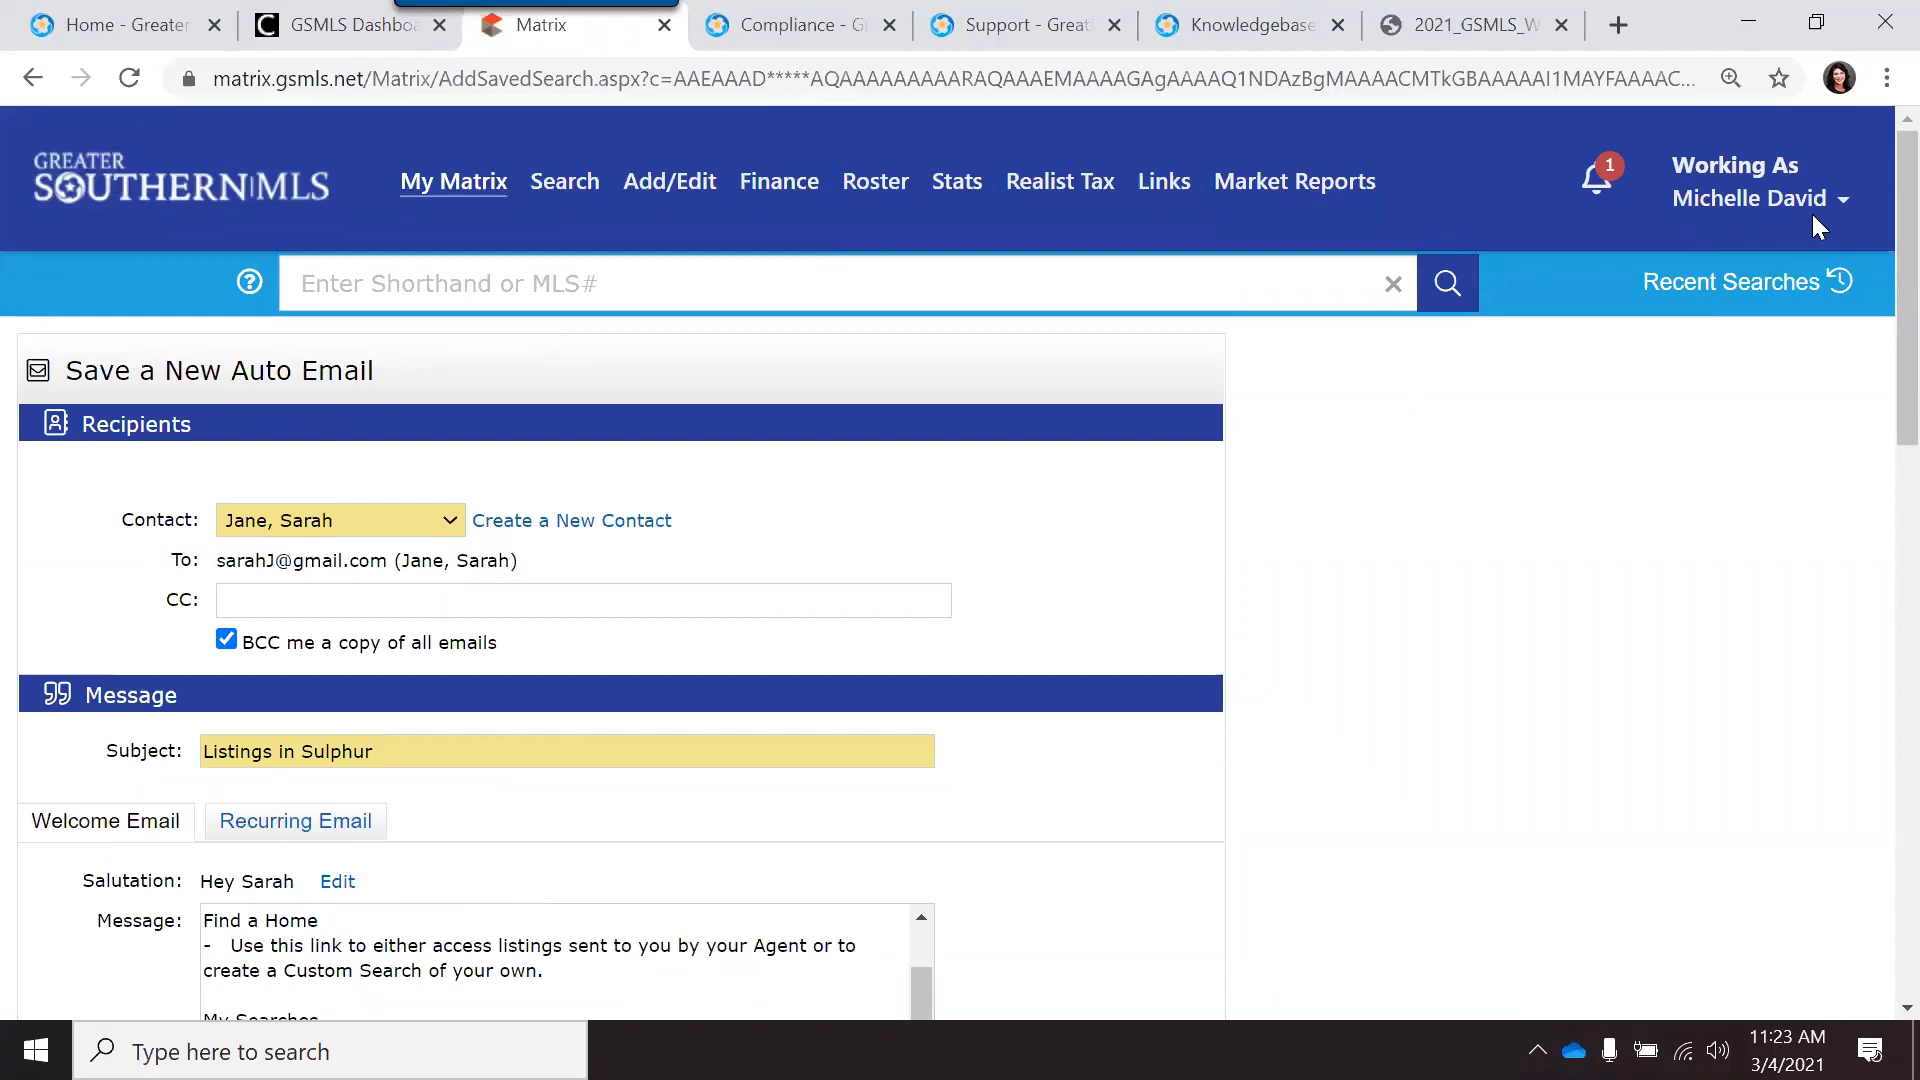 Home - Greater
GSMLS Dashboa
Matrix
Compliance - G
Support - Great
Knowledgebase
2021_GSMLS_W
matrix.gsmls.net/Matrix/AddSavedSearch.aspx?c=AAEAAAD*****AQAAAAAAAAARAQAAAEMAAAAGAgAAAAQ1NDAzBgMAAAACMTkGBAAAAAI1MAYFAAAAC...
GREATER
SOUTHERN MLS
My Matrix Search Add/Edit Finance Roster Stats Realist Tax Links Market Reports
1
Working As
Michelle David
Enter Shorthand or MLS#
Recent Searches
Save a New Auto Email
Recipients
Contact: Jane, Sarah Create a New Contact
To: sarahJ@gmail.com (Jane, Sarah)
CC:
BCC me a copy of all emails
Message
Subject: Listings in Sulphur
Welcome Email Recurring Email
Salutation: Hey Sarah Edit
Message: Find a Home
- Use this link to either access listings sent to you by your Agent or to
create a Custom Search of your own.
My Searches
Type here to search
11:23 AM
3/4/2021